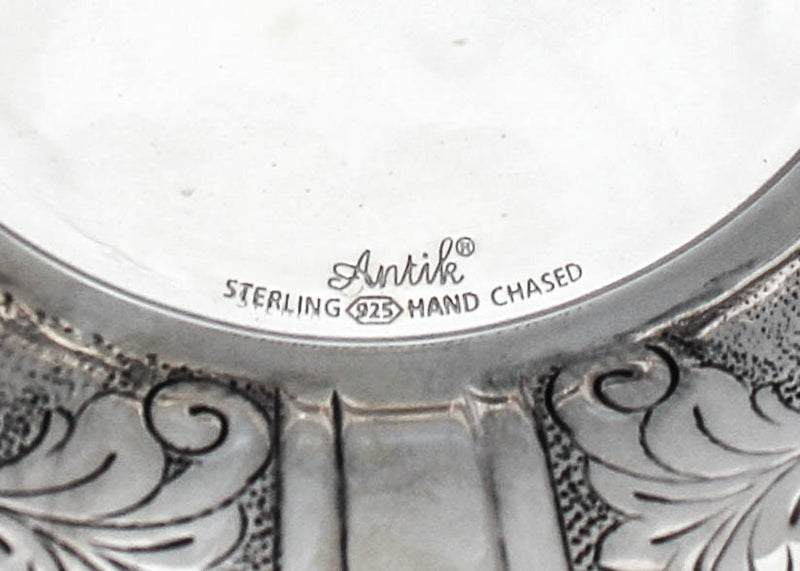 Antik®
STERLING 925 HAND CHASED